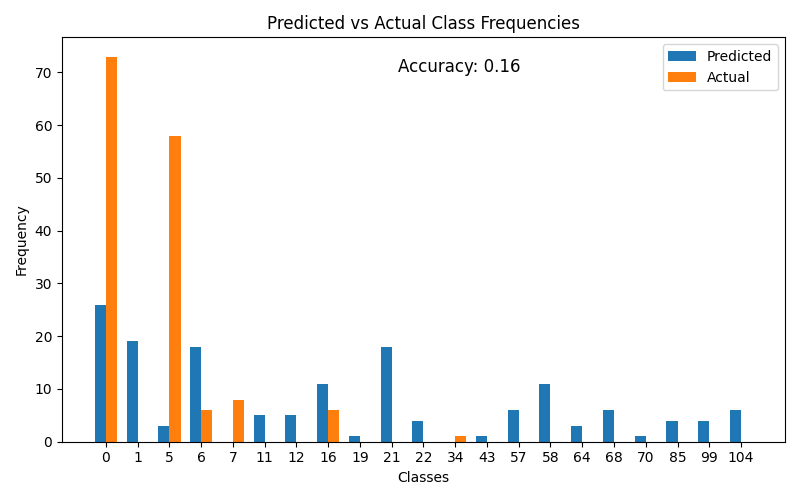 Predicted vs Actual Class Frequencies
Accuracy: 0.16
Predicted
Actual
Frequency
70
60
50
40
30
20
10
0
0 1 5 6 7 11 12 16 19 21 22 34 43 57 58 64 68 70 85 99 104
Classes